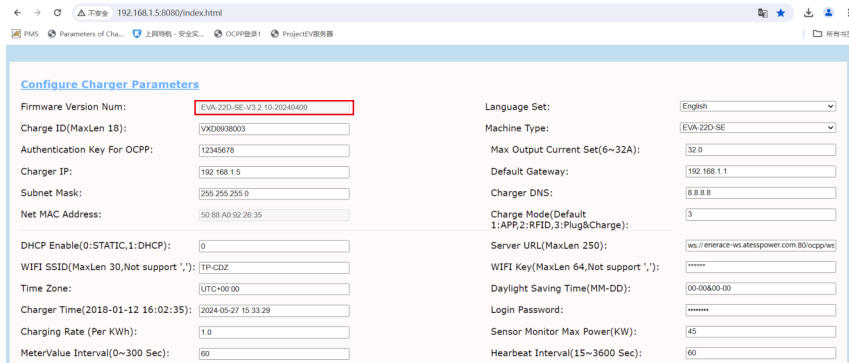 不安全 192.168.1.5:8080/index.html
PMS Parameters of Cha... 上网导航 - 安全实... OCPP登录1 ProjectEV服务器 所有书签
Configure Charger Parameters
Firmware Version Num: EVA-22D-SE-V3.2.10-20240409 Language Set: English
Charge ID(MaxLen 18): VXD0938003 Machine Type: EVA-22D-SE
Authentication Key For OCPP: 12345678 Max Output Current Set(6~32A): 32.0
Charger IP: 192.168.1.5 Default Gateway: 192.168.1.1
Subnet Mask: 255.255.255.0 Charger DNS: 8.8.8.8
Net MAC Address: 50:88:A0:92:26:35 Charge Mode(Default 3
1:APP,2:RFID,3:Plug&Charge):
DHCP Enable(0:STATIC,1:DHCP): 0 Server URL(MaxLen 250): ws://enerace-ws.atesspower.com:80/ocpp/ws
WIFI SSID(MaxLen 30,Not support ','): TP-CDZ WIFI Key(MaxLen 64,Not support ','): ••••••
Time Zone: UTC+00:00 Daylight Saving Time(MM-DD): 00-00&00-00
Charger Time(2018-01-12 16:02:35): 2024-05-27 15:33:29 Login Password: ••••••••
Charging Rate (Per KWh): 1.0 Sensor Monitor Max Power(KW): 45
MeterValue Interval(0~300 Sec): 60 Hearbeat Interval(15~3600 Sec): 60